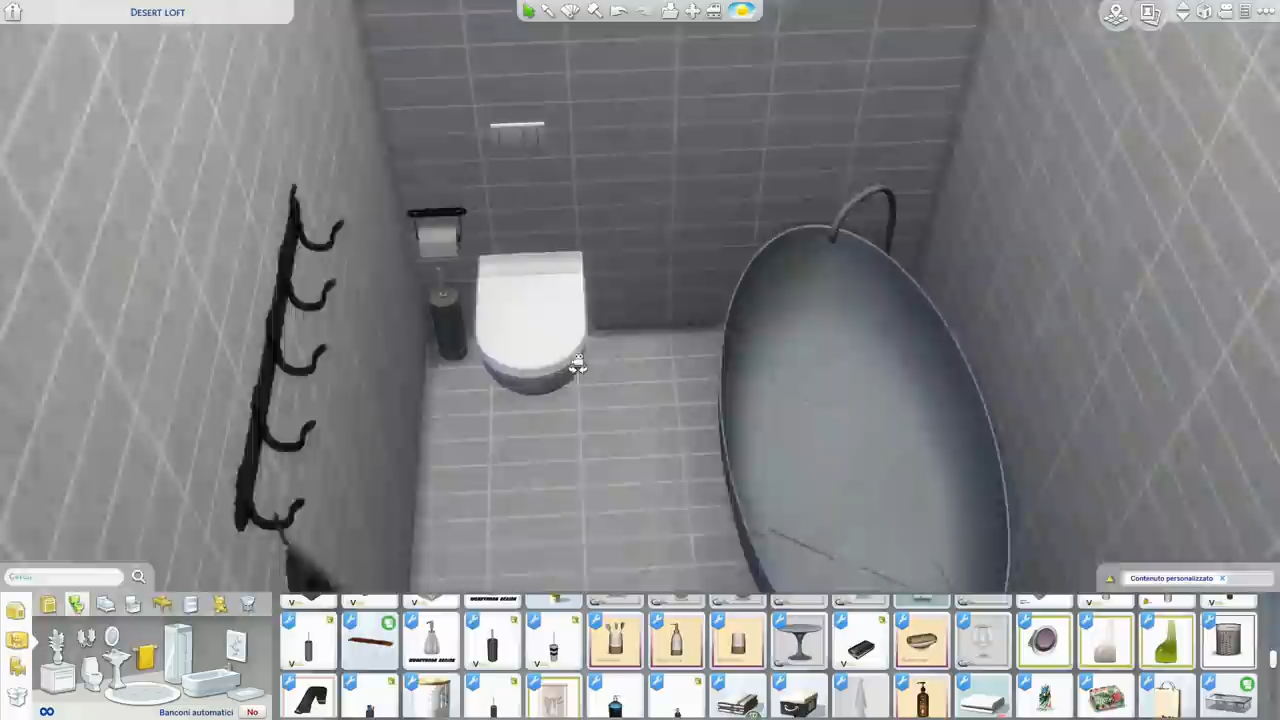 DESERT LOFT
Cerca
Contenuto personalizzato X
Banconi automatici No